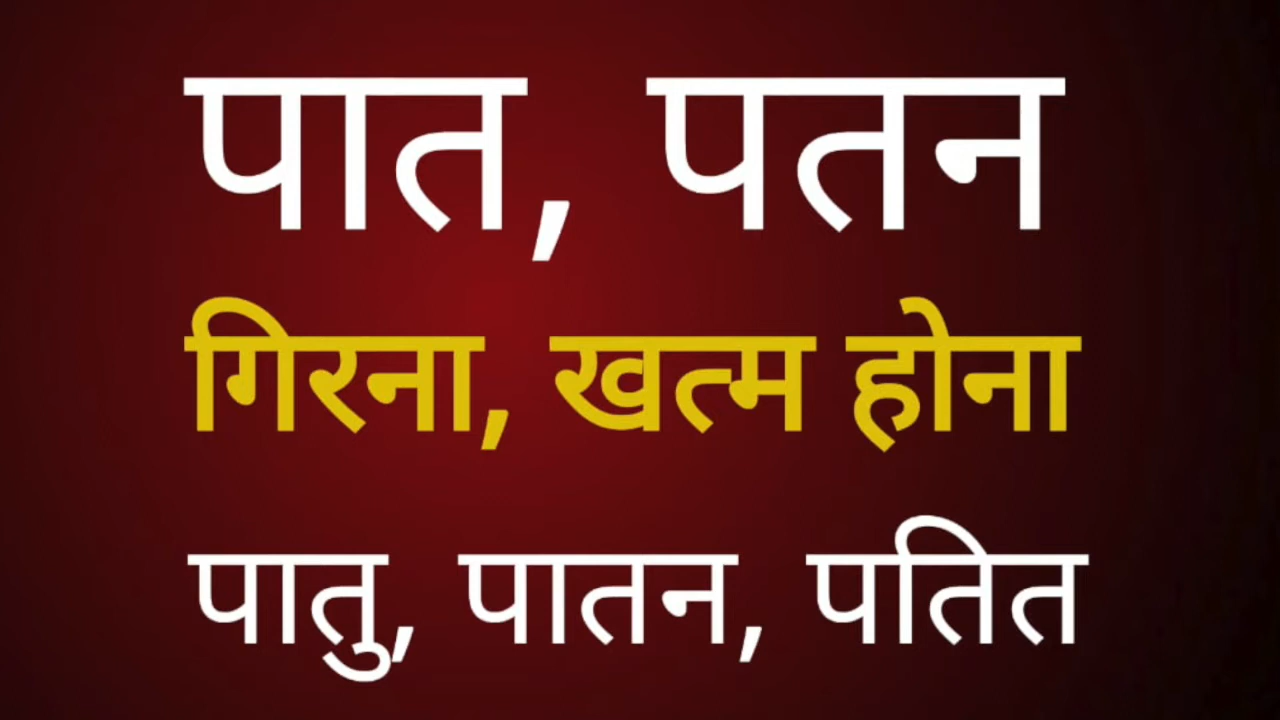 पात, पतन
गिरना, खत्म होना
पातु, पातन, पतित